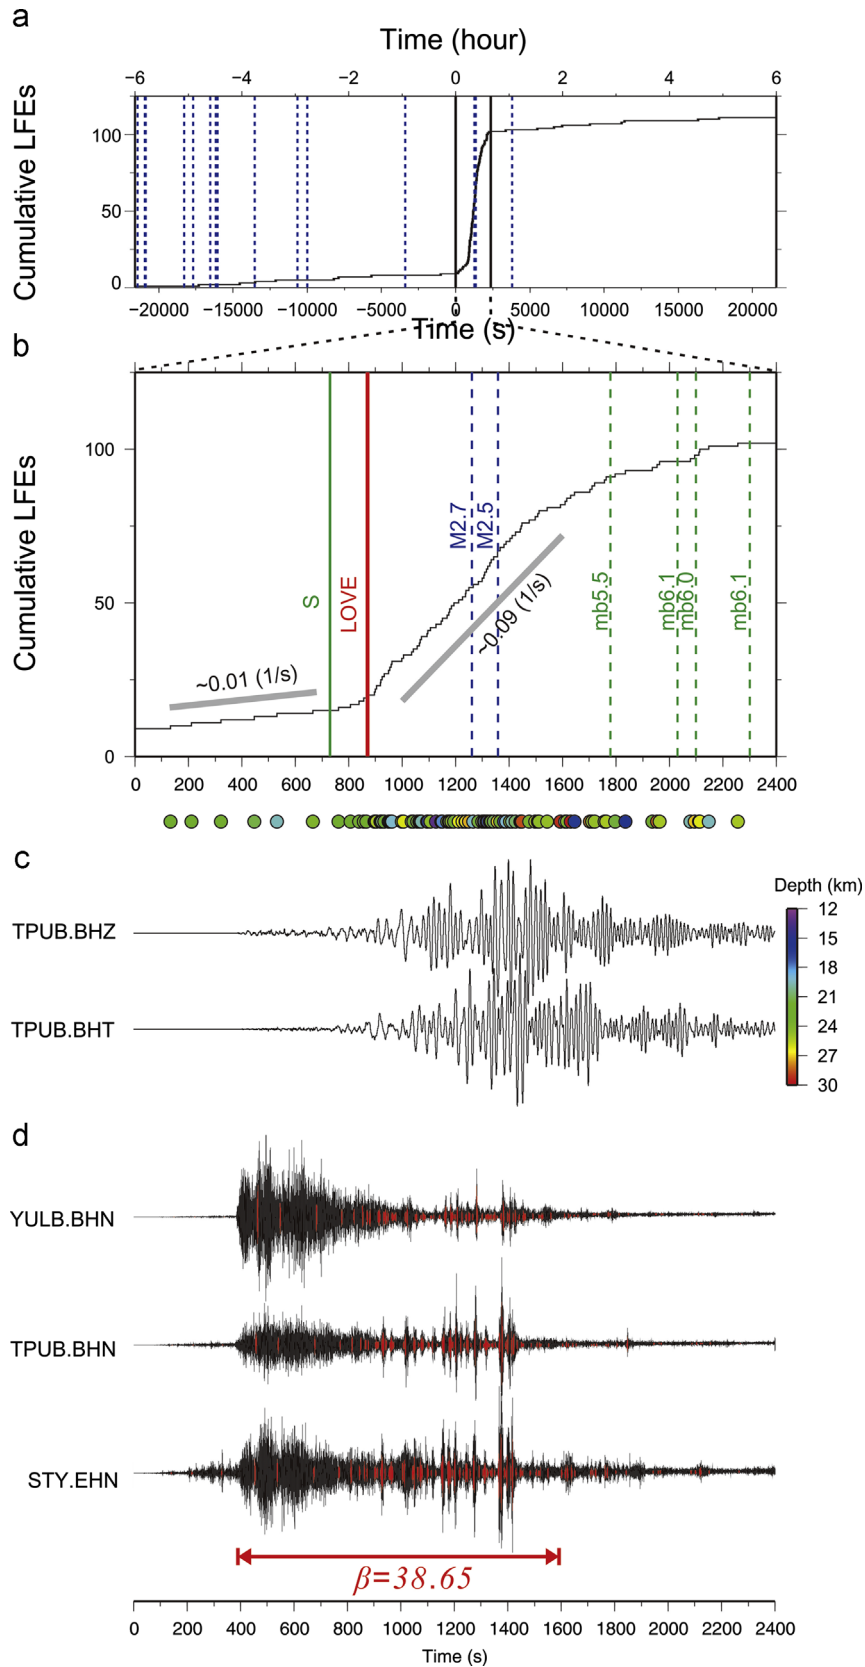 a
Time (hour)
−6 −4 −2 0 2 4 6
Cumulative LFEs
100
50
0
−20000 −15000 −10000 −5000 0 5000 10000 15000 20000
Time (s)
b
Cumulative LFEs
100
50
0
S
LOVE
M2.7
M2.5
mb5.5
mb6.1
mb6.0
mb6.1
~0.01 (1/s)
~0.09 (1/s)
0 200 400 600 800 1000 1200 1400 1600 1800 2000 2200 2400
c
TPUB.BHZ
TPUB.BHT
Depth (km)
12
15
18
21
24
27
30
d
YULB.BHN
TPUB.BHN
STY.EHN
β=38.65
0 200 400 600 800 1000 1200 1400 1600 1800 2000 2200 2400
Time (s)